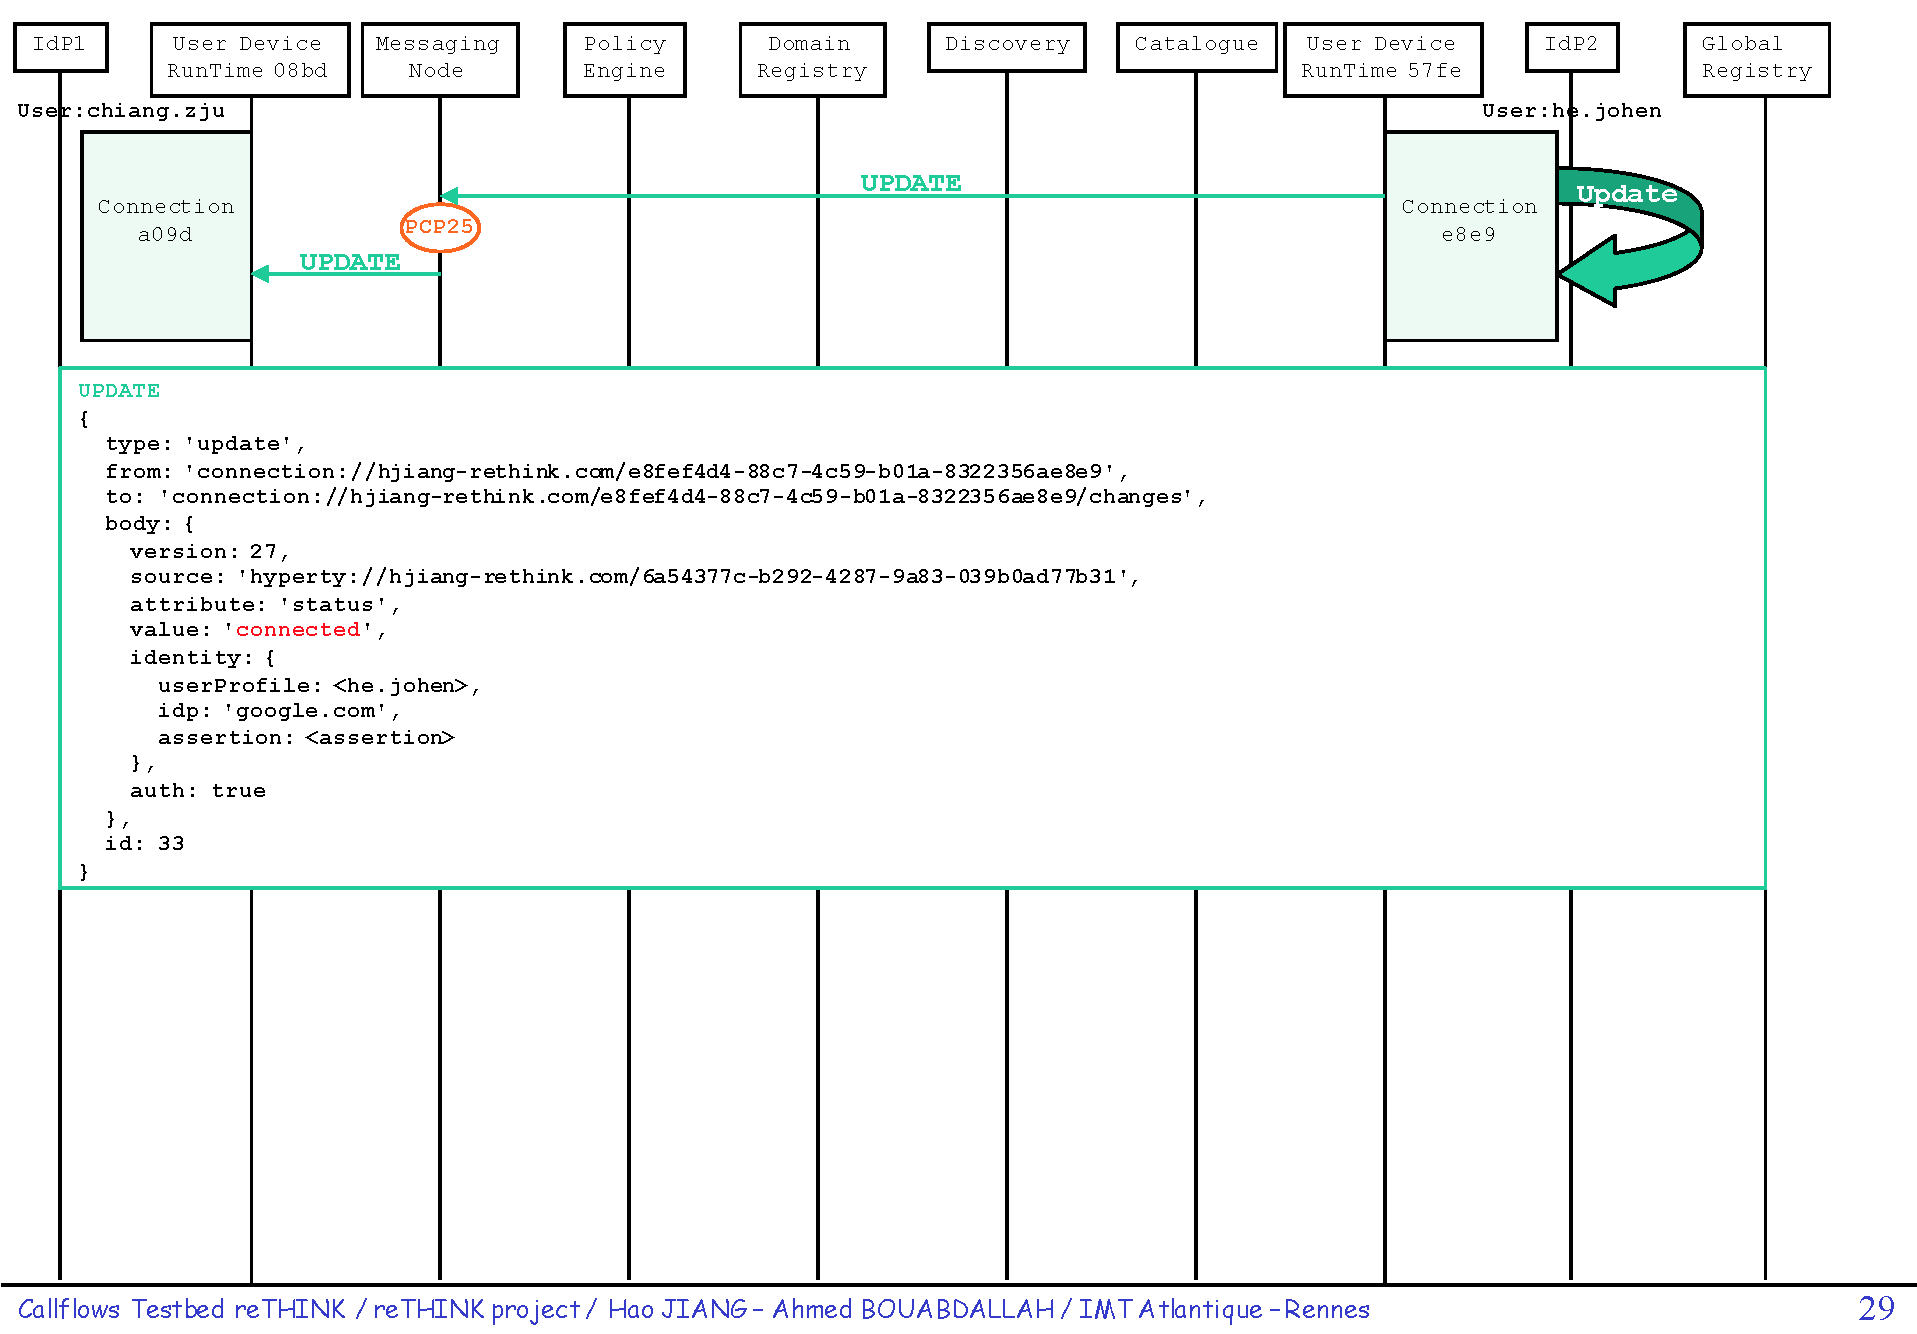 IdP1
User Device
RunTime 08bd
Messaging
Node
Policy
Engine
Domain
Registry
Discovery
Catalogue
User Device
RunTime 57fe
IdP2
Global
Registry
User:chiang.zju
User:he.johen
Connection
a09d
UPDATE
PCP25
UPDATE
Connection
e8e9
Update
UPDATE
{
type: 'update',
from: 'connection://hjiang-rethink.com/e8fef4d4-88c7-4c59-b01a-8322356ae8e9',
to: 'connection://hjiang-rethink.com/e8fef4d4-88c7-4c59-b01a-8322356ae8e9/changes',
body: {
version: 27,
source: 'hyperty://hjiang-rethink.com/6a54377c-b292-4287-9a83-039b0ad77b31',
attribute: 'status',
value: 'connected',
identity: {
userProfile: <he.johen>,
idp: 'google.com',
assertion: <assertion>
},
auth: true
},
id: 33
}
Callflows Testbed reTHINK / reTHINK project / Hao JIANG – Ahmed BOUABDALLAH / IMT Atlantique – Rennes
29